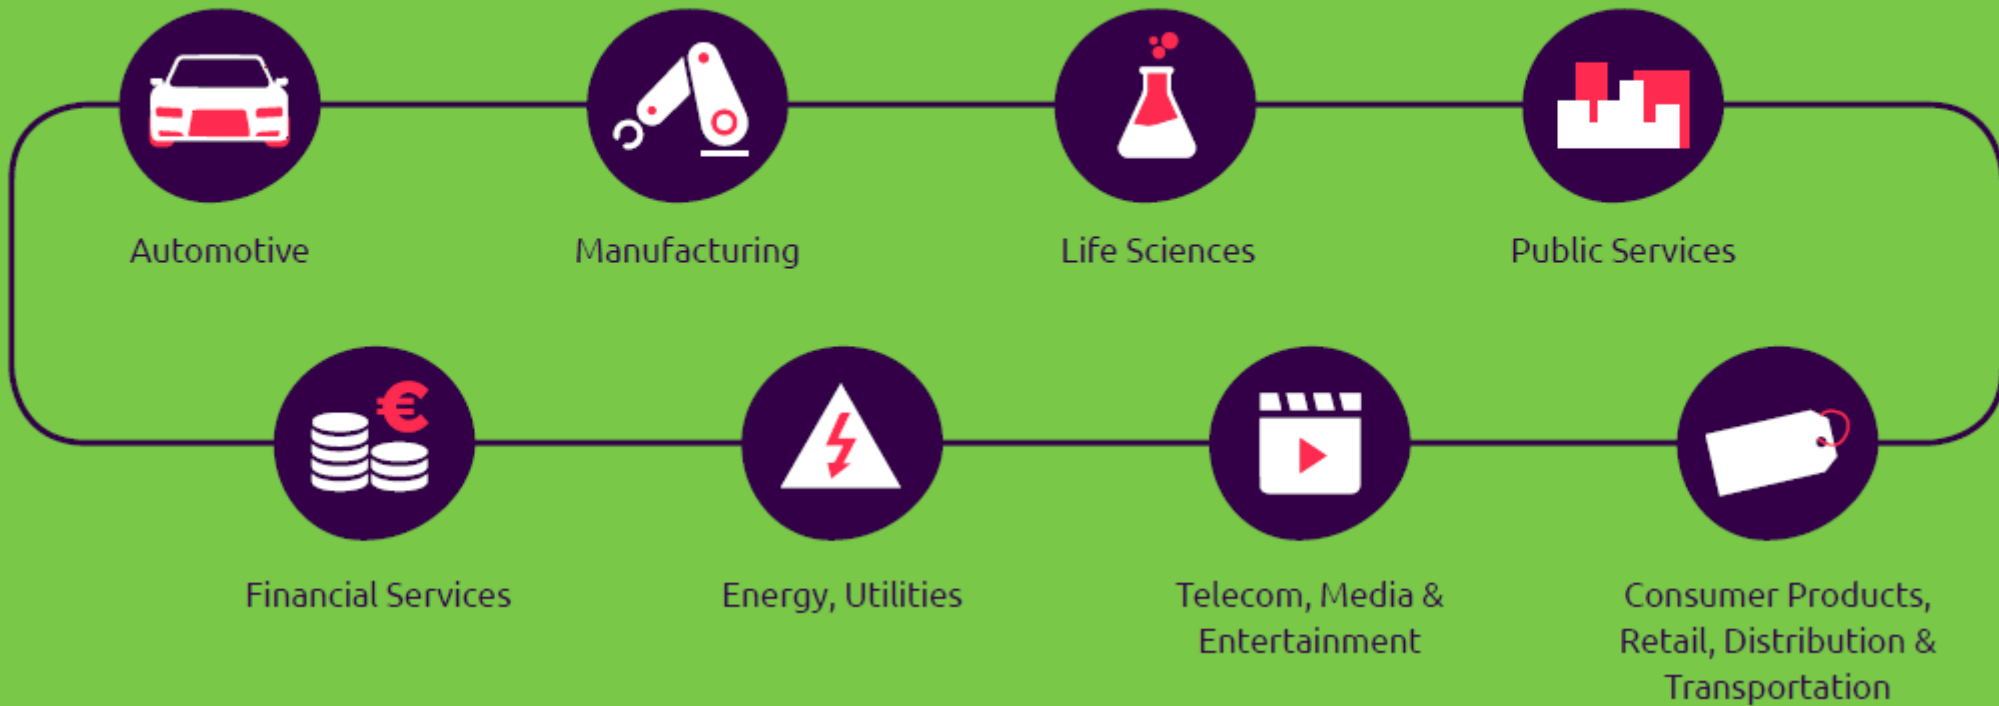 Automotive
Manufacturing
Life Sciences
Public Services
€
Financial Services
Energy, Utilities
Telecom, Media &
Entertainment
Consumer Products,
Retail, Distribution &
Transportation